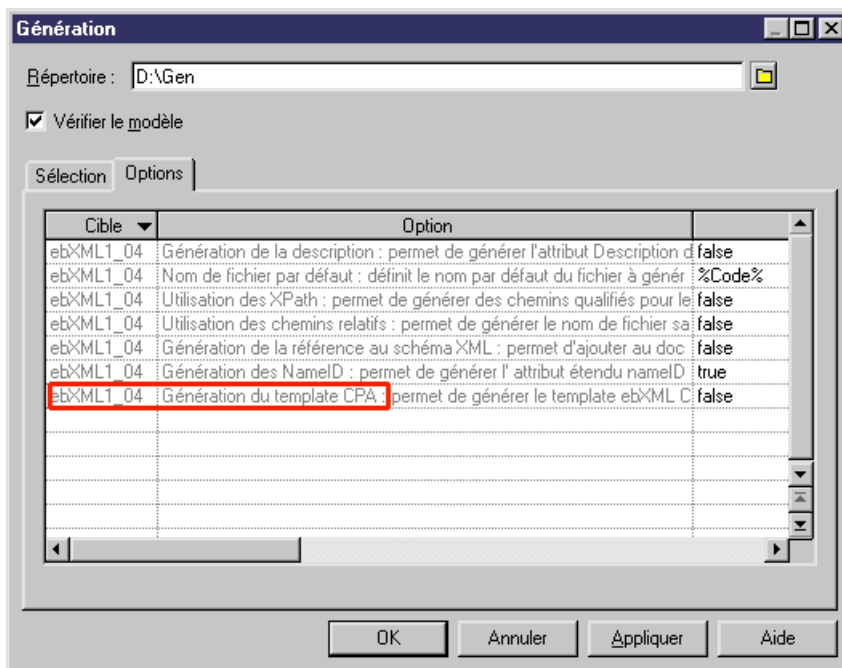 Génération
Répertoire : D:\Gen
Vérifier le modèle
Sélection Options
Cible Option
ebXML1_04 Génération de la description : permet de générer l'attribut Description d false
ebXML1_04 Nom de fichier par défaut : définit le nom par défaut du fichier à génér %Code%
ebXML1_04 Utilisation des XPath : permet de générer des chemins qualifiés pour le false
ebXML1_04 Utilisation des chemins relatifs : permet de générer le nom de fichier sa false
ebXML1_04 Génération de la référence au schéma XML : permet d'ajouter au doc false
ebXML1_04 Génération des NameID : permet de générer l' attribut étendu nameID true
ebXML1_04 Génération du template CPA : permet de générer le template ebXML C false
OK Annuler Appliquer Aide